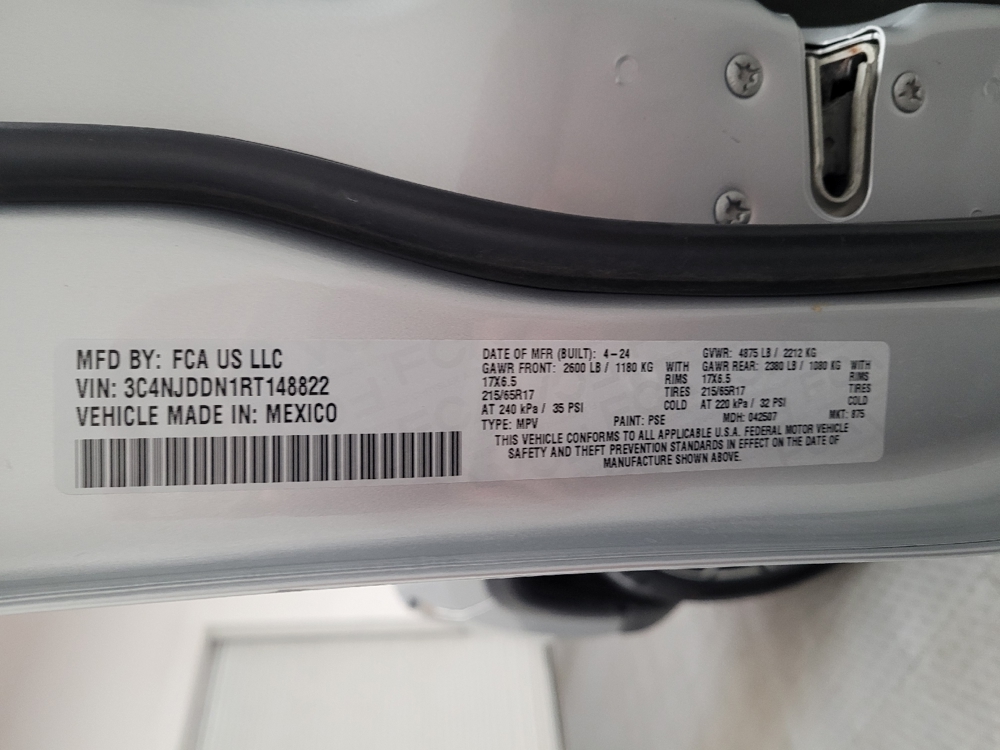 MFD BY: FCA US LLC
VIN: 3C4NJDDN1RT148822
VEHICLE MADE IN: MEXICO
DATE OF MFR (BUILT): 4-24 GVWR: 4875 LB / 2212 KG
GAWR FRONT: 2600 LB / 1180 KG WITH GAWR REAR: 2380 LB / 1080 KG WITH
17X6.5 RIMS 17X6.5 RIMS
215/65R17 TIRES 215/65R17 TIRES
AT 240 kPa / 35 PSI COLD AT 220 kPa / 32 PSI COLD
TYPE: MPV PAINT: PSE MDH: 042507 MKT: 875
THIS VEHICLE CONFORMS TO ALL APPLICABLE U.S.A. FEDERAL MOTOR VEHICLE
SAFETY AND THEFT PREVENTION STANDARDS IN EFFECT ON THE DATE OF
MANUFACTURE SHOWN ABOVE.